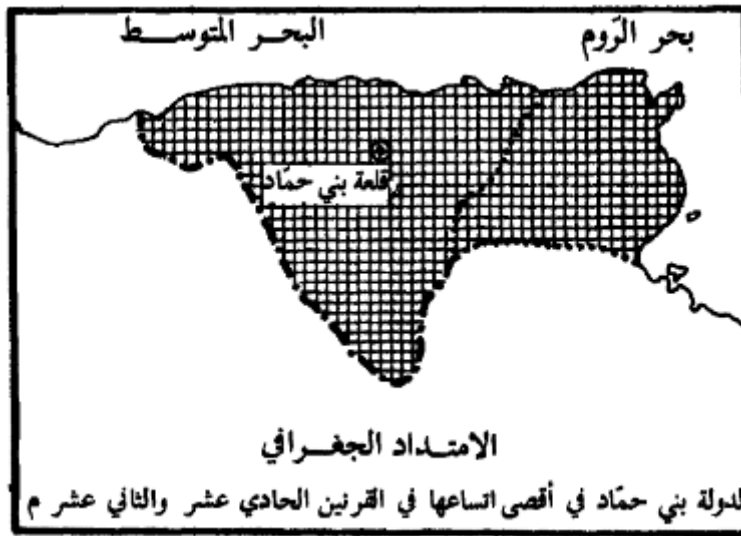 بحر الرّوم
البحر المتوسط
قلعة بني حمّاد
الامتداد الجغرافي
لدولة بني حمّاد في أقصى اتساعها في القرنين الحادي عشر والثاني عشر م